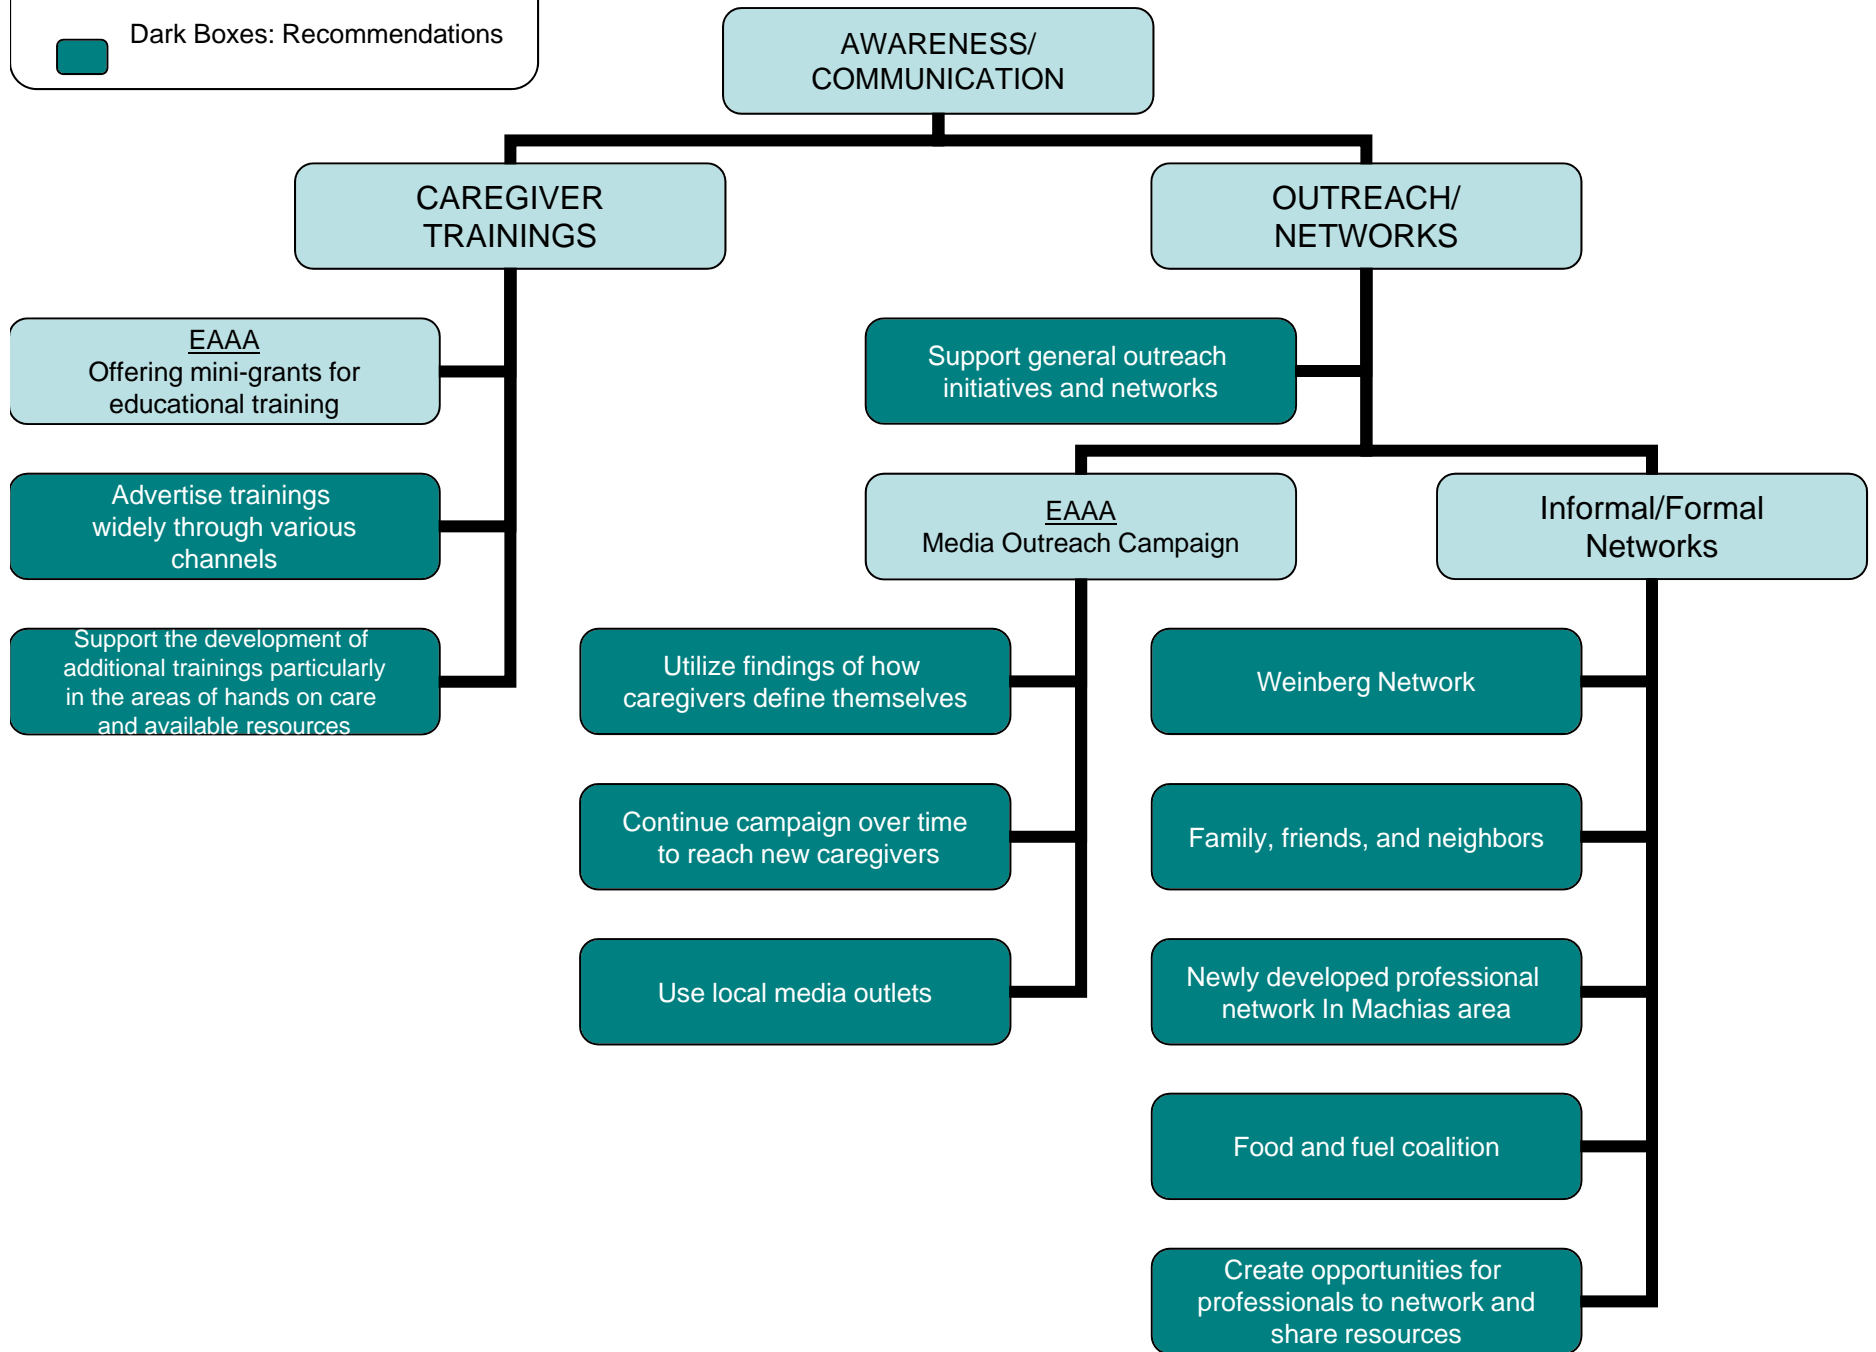 Dark Boxes: Recommendations
AWARENESS/
COMMUNICATION
CAREGIVER
TRAININGS
OUTREACH/
NETWORKS
EAAA
Offering mini-grants for
educational training
Support general outreach
initiatives and networks
Advertise trainings
widely through various
channels
EAAA
Media Outreach Campaign
Informal/Formal
Networks
Support the development of
additional trainings particularly
in the areas of hands on care
and available resources
Utilize findings of how
caregivers define themselves
Weinberg Network
Continue campaign over time
to reach new caregivers
Family, friends, and neighbors
Use local media outlets
Newly developed professional
network In Machias area
Food and fuel coalition
Create opportunities for
professionals to network and
share resources